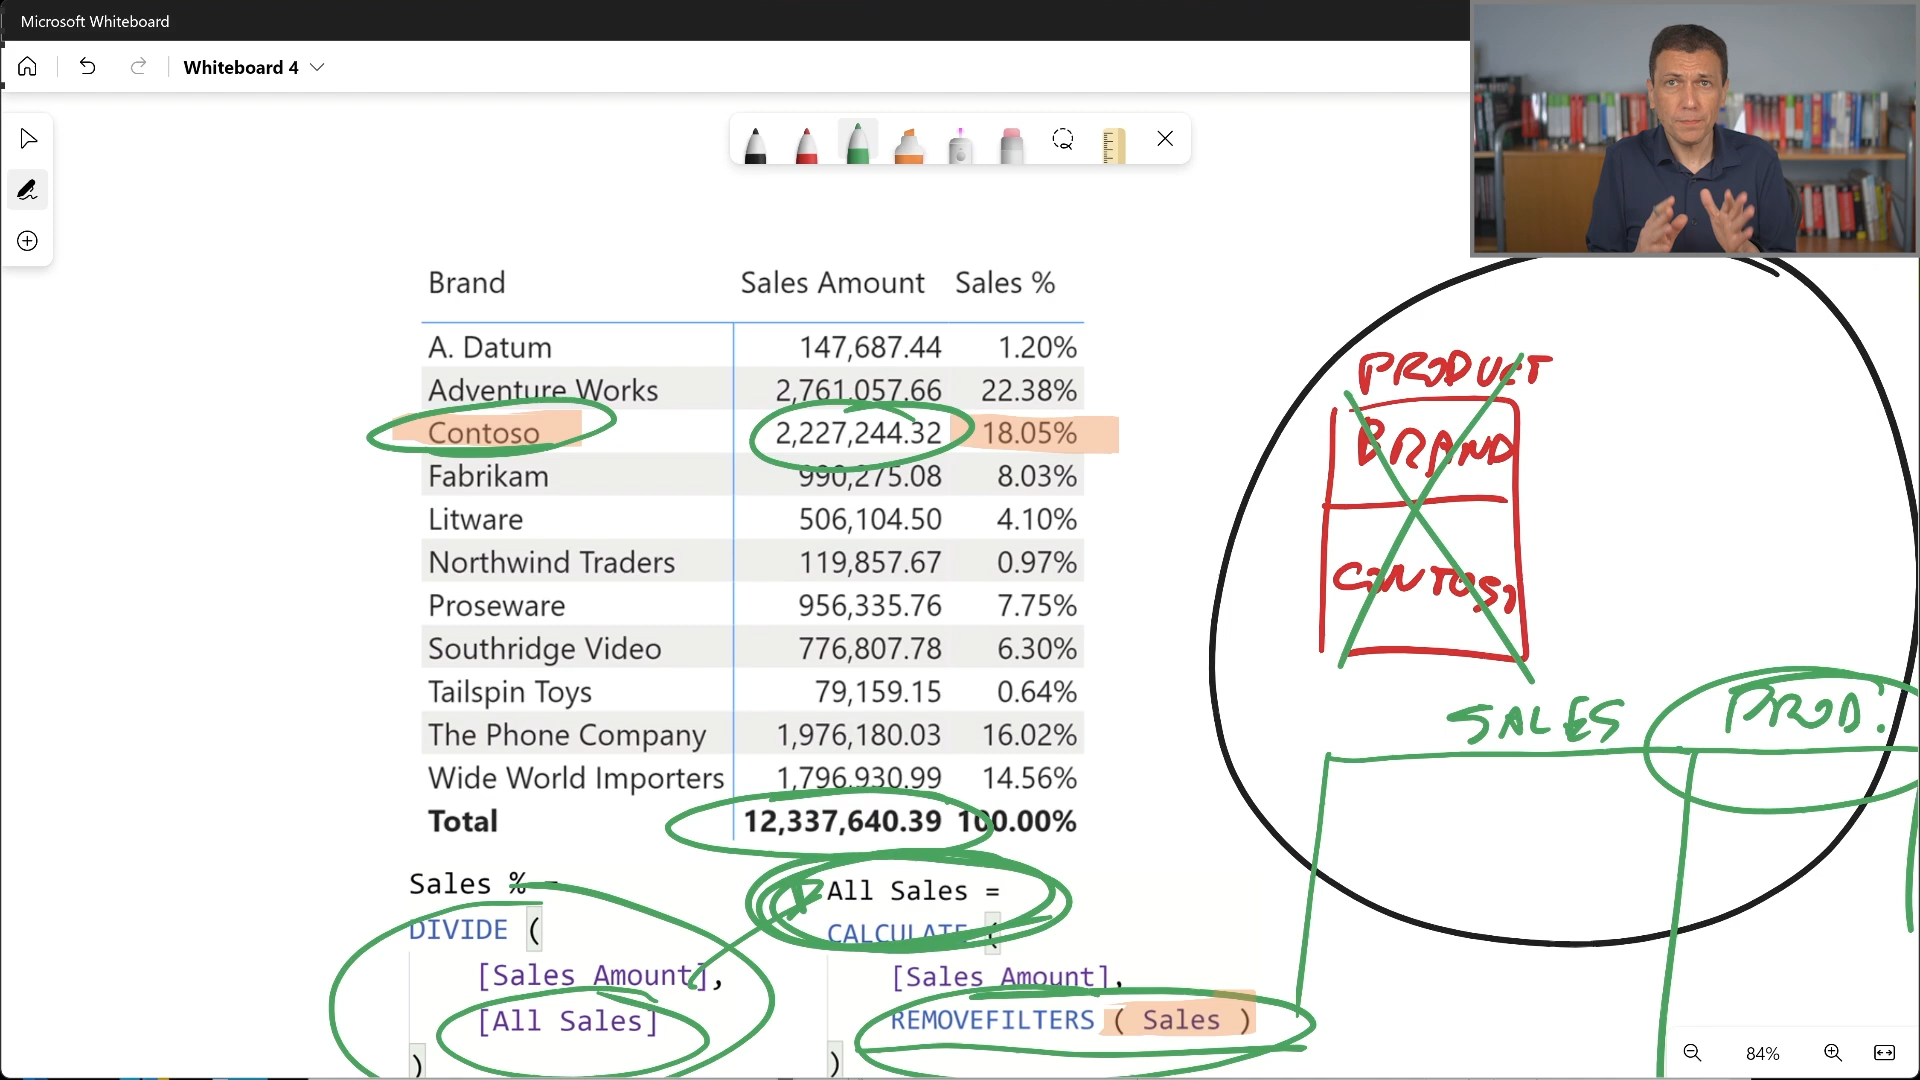 Microsoft Whiteboard
Whiteboard 4
Brand Sales Amount Sales %
A. Datum 147,687.44 1.20%
Adventure Works 2,761,057.66 22.38%
Contoso 2,227,244.32 18.05%
Fabrikam 990,275.08 8.03%
Litware 506,104.50 4.10%
Northwind Traders 119,857.67 0.97%
Proseware 956,335.76 7.75%
Southridge Video 776,807.78 6.30%
Tailspin Toys 79,159.15 0.64%
The Phone Company 1,976,180.03 16.02%
Wide World Importers 1,796,930.99 14.56%
Total 12,337,640.39 100.00%
Sales % =
DIVIDE (
[Sales Amount],
[All Sales]
)
All Sales =
CALCULATE (
[Sales Amount],
REMOVEFILTERS ( Sales )
)
PRODUCT
BRAND
CONTOSO
SALES PROD.
84%